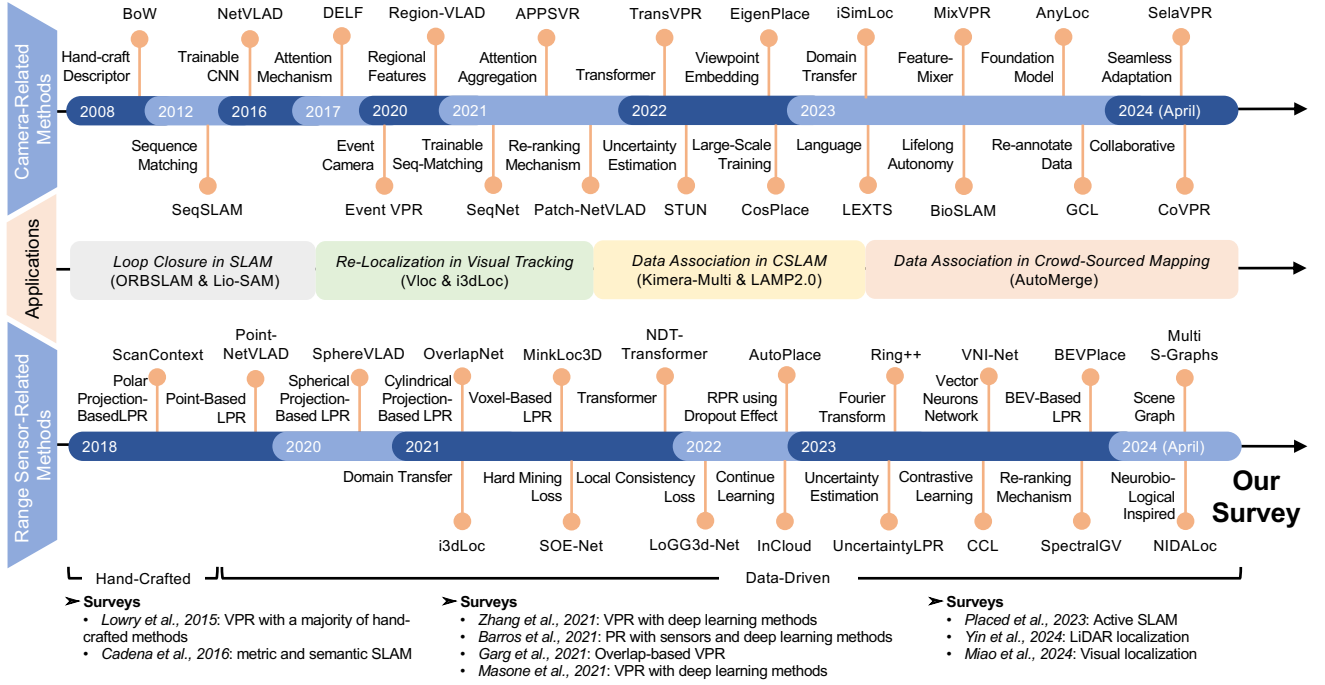 Camera-Related
Methods
BoW
NetVLAD
DELF
Region-VLAD
APPSVR
TransVPR
EigenPlace
iSimLoc
MixVPR
AnyLoc
SelaVPR
Hand-craft
Descriptor
Trainable
CNN
Attention
Mechanism
Regional
Features
Attention
Aggregation
Transformer
Viewpoint
Embedding
Domain
Transfer
Feature-
Mixer
Foundation
Model
Seamless
Adaptation
2008
2012
2016
2017
2020
2021
2022
2023
2024 (April)
Sequence
Matching
Event
Camera
Trainable
Seq-Matching
Re-ranking
Mechanism
Uncertainty
Estimation
Large-Scale
Training
Language
Lifelong
Autonomy
Re-annotate
Data
Collaborative
SeqSLAM
Event VPR
SeqNet
Patch-NetVLAD
STUN
CosPlace
LEXTS
BioSLAM
GCL
CoVPR
Applications
Loop Closure in SLAM
(ORBSLAM & Lio-SAM)
Re-Localization in Visual Tracking
(Vloc & i3dLoc)
Data Association in CSLAM
(Kimera-Multi & LAMP2.0)
Data Association in Crowd-Sourced Mapping
(AutoMerge)
Range Sensor-Related
Methods
ScanContext
Point-
NetVLAD
SphereVLAD
OverlapNet
MinkLoc3D
NDT-
Transformer
AutoPlace
Ring++
VNI-Net
BEVPlace
Multi
S-Graphs
Polar
Projection-
BasedLPR
Point-Based
LPR
Spherical
Projection-
Based LPR
Cylindrical
Projection-
Based LPR
Voxel-Based
LPR
Transformer
RPR using
Dropout Effect
Fourier
Transform
Vector
Neurons
Network
BEV-Based
LPR
Scene
Graph
2018
2020
2021
2022
2023
2024 (April)
Domain Transfer
Hard Mining
Loss
Local Consistency
Loss
Continue
Learning
Uncertainty
Estimation
Contrastive
Learning
Re-ranking
Mechanism
Neurobio-
Logical
Inspired
Our
Survey
i3dLoc
SOE-Net
LoGG3d-Net
InCloud
UncertaintyLPR
CCL
SpectralGV
NIDALoc
Hand-Crafted
Data-Driven
➤ Surveys
• Lowry et al., 2015: VPR with a majority of hand-
crafted methods
• Cadena et al., 2016: metric and semantic SLAM
➤ Surveys
• Zhang et al., 2021: VPR with deep learning methods
• Barros et al., 2021: PR with sensors and deep learning methods
• Garg et al., 2021: Overlap-based VPR
• Masone et al., 2021: VPR with deep learning methods
➤ Surveys
• Placed et al., 2023: Active SLAM
• Yin et al., 2024: LiDAR localization
• Miao et al., 2024: Visual localization